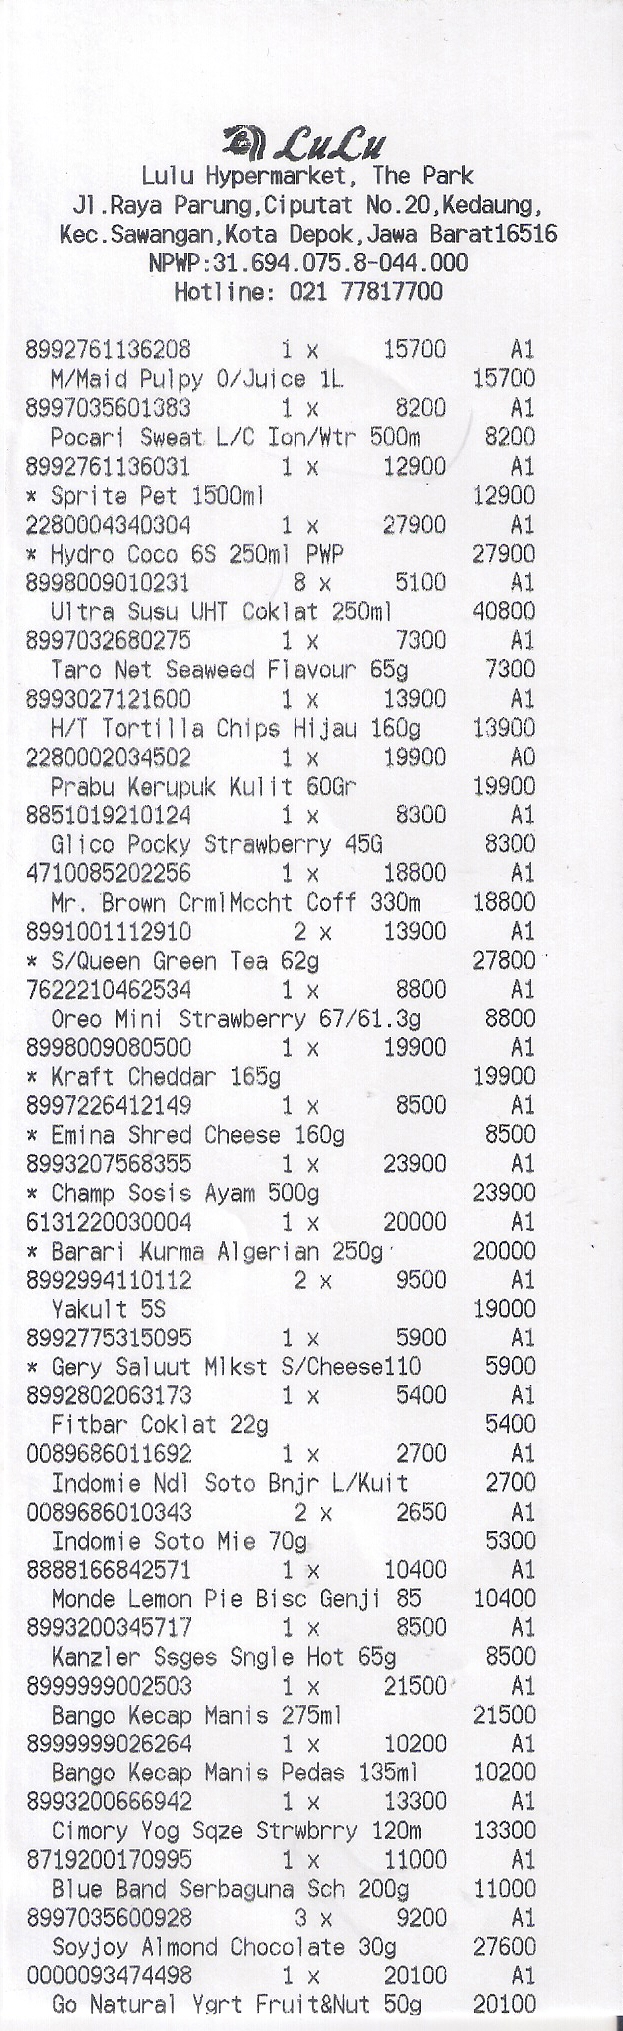 LuLu
Lulu Hypermarket, The Park
Jl.Raya Parung,Ciputat No.20,Kedaung,
Kec.Sawangan,Kota Depok,Jawa Barat16516
NPWP:31.694.075.8-044.000
Hotline: 021 77817700
8992761136208 1 x 15700 A1
M/Maid Pulpy O/Juice 1L 15700
8997035601383 1 x 8200 A1
Pocari Sweat L/C Ion/Wtr 500m 8200
8992761136031 1 x 12900 A1
* Sprite Pet 1500ml 12900
2280004340304 1 x 27900 A1
* Hydro Coco 6S 250ml PWP 27900
8998009010231 8 x 5100 A1
Ultra Susu UHT Coklat 250ml 40800
8997032680275 1 x 7300 A1
Taro Net Seaweed Flavour 65g 7300
8993027121600 1 x 13900 A1
H/T Tortilla Chips Hijau 160g 13900
2280002034502 1 x 19900 A0
Prabu Kerupuk Kulit 60Gr 19900
8851019210124 1 x 8300 A1
Glico Pocky Strawberry 45G 8300
4710085202256 1 x 18800 A1
Mr. Brown CrmlMccht Coff 330m 18800
8991001112910 2 x 13900 A1
* S/Queen Green Tea 62g 27800
7622210462534 1 x 8800 A1
Oreo Mini Strawberry 67/61.3g 8800
8998009080500 1 x 19900 A1
* Kraft Cheddar 165g 19900
8997226412149 1 x 8500 A1
* Emina Shred Cheese 160g 8500
8993207568355 1 x 23900 A1
* Champ Sosis Ayam 500g 23900
6131220030004 1 x 20000 A1
* Barari Kurma Algerian 250g 20000
8992994110112 2 x 9500 A1
Yakult 5S 19000
8992775315095 1 x 5900 A1
* Gery Saluut Mlkst S/Cheese110 5900
8992802063173 1 x 5400 A1
Fitbar Coklat 22g 5400
0089686011692 1 x 2700 A1
Indomie Ndl Soto Bnjr L/Kuit 2700
0089686010343 2 x 2650 A1
Indomie Soto Mie 70g 5300
8888166842571 1 x 10400 A1
Monde Lemon Pie Bisc Genji 85 10400
8993200345717 1 x 8500 A1
Kanzler Ssges Sngle Hot 65g 8500
8999999002503 1 x 21500 A1
Bango Kecap Manis 275ml 21500
8999999026264 1 x 10200 A1
Bango Kecap Manis Pedas 135ml 10200
8993200666942 1 x 13300 A1
Cimory Yog Sqze Strwbrry 120m 13300
8719200170995 1 x 11000 A1
Blue Band Serbaguna Sch 200g 11000
8997035600928 3 x 9200 A1
Soyjoy Almond Chocolate 30g 27600
0000093474498 1 x 20100 A1
Go Natural Ygrt Fruit&Nut 50g 20100